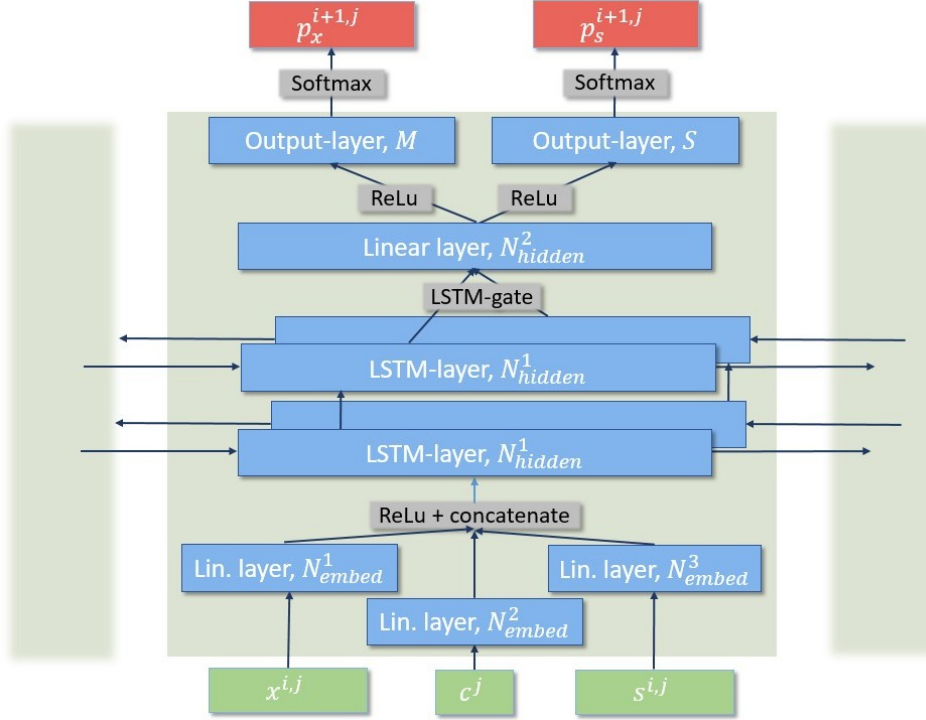 $p_x^{i+1,j}$ $p_s^{i+1,j}$
Softmax Softmax
Output-layer, $M$ Output-layer, $S$
ReLu ReLu
Linear layer, $N_{hidden}^2$
LSTM-gate
LSTM-layer, $N_{hidden}^1$
LSTM-layer, $N_{hidden}^1$
ReLu + concatenate
Lin. layer, $N_{embed}^1$ Lin. layer, $N_{embed}^3$
Lin. layer, $N_{embed}^2$
$x^{i,j}$ $c^j$ $s^{i,j}$